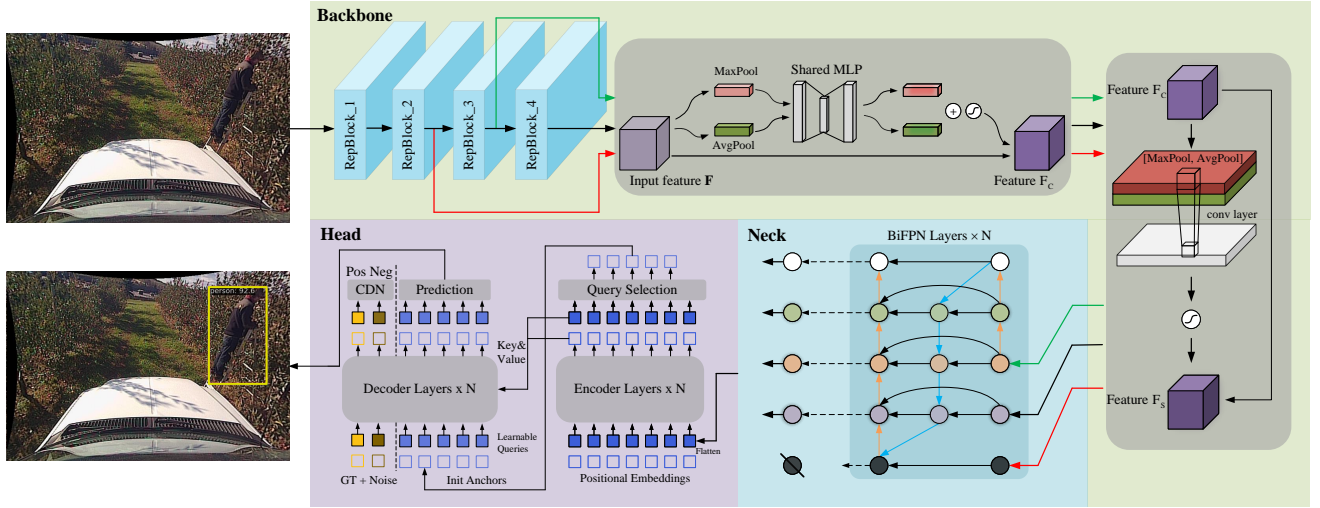 Backbone
RepBlock_1
RepBlock_2
RepBlock_3
RepBlock_4
MaxPool
AvgPool
Shared MLP
Input feature F
Feature F_C
Feature F_C
[MaxPool, AvgPool]
conv layer
Feature F_S
Head
Pos Neg
CDN
Prediction
Query Selection
Key&
Value
Decoder Layers x N
Encoder Layers x N
Learnable
Queries
Flatten
GT + Noise
Init Anchors
Positional Embeddings
Neck
BiFPN Layers × N
person: 92.6